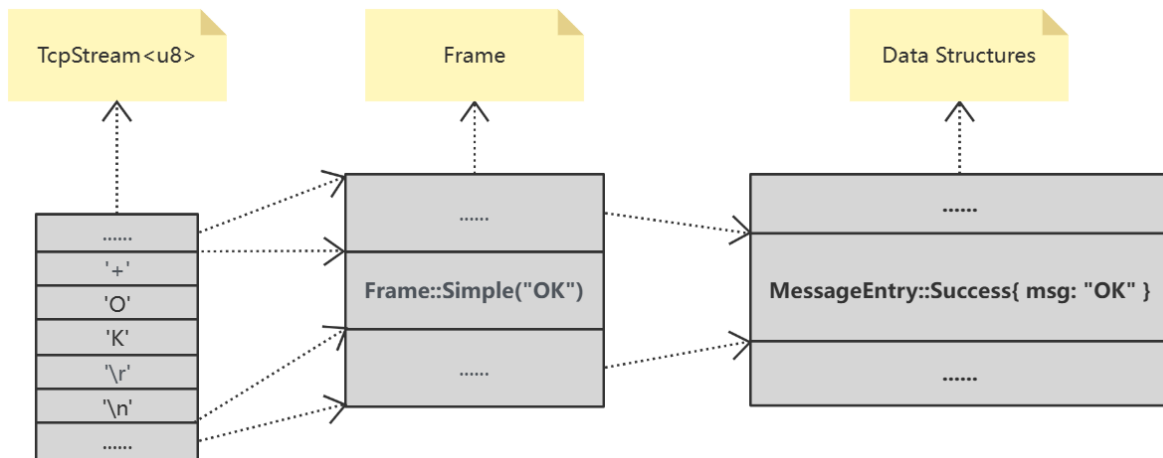 TcpStream<u8>
Frame
Data Structures
......
'+'
'O'
'K'
'\r'
'\n'
......
......
Frame::Simple("OK")
......
......
MessageEntry::Success{ msg: "OK" }
......